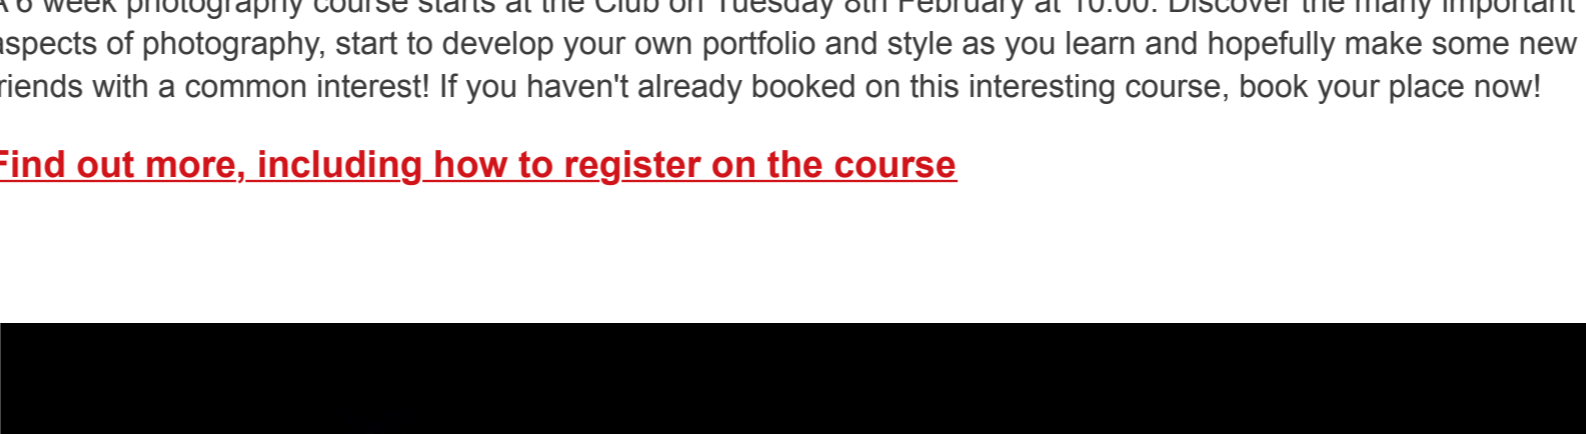 A 6 week photography course starts at the Club on Tuesday 8th February at 10.00. Discover the many important
aspects of photography, start to develop your own portfolio and style as you learn and hopefully make some new
friends with a common interest! If you haven't already booked on this interesting course, book your place now!
Find out more, including how to register on the course